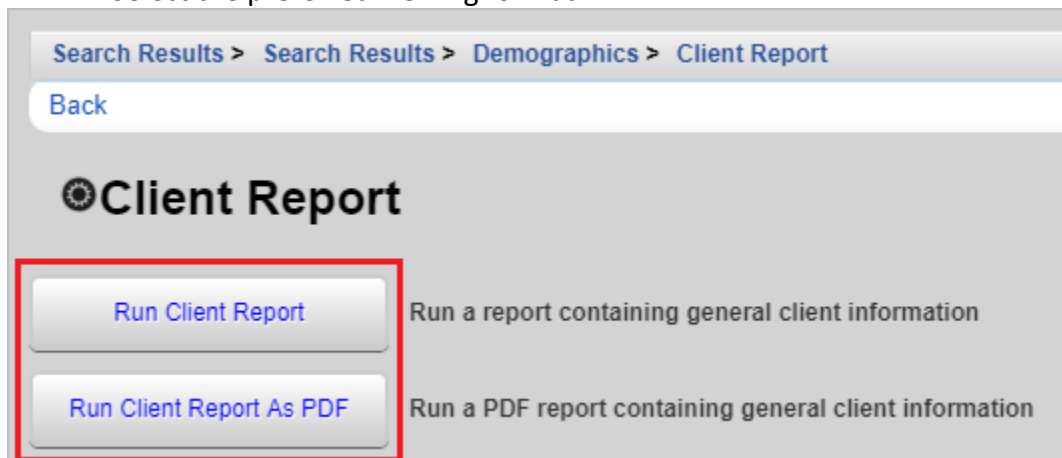 Search Results > Search Results > Demographics > Client Report
Back
Client Report
Run Client Report Run a report containing general client information
Run Client Report As PDF Run a PDF report containing general client information